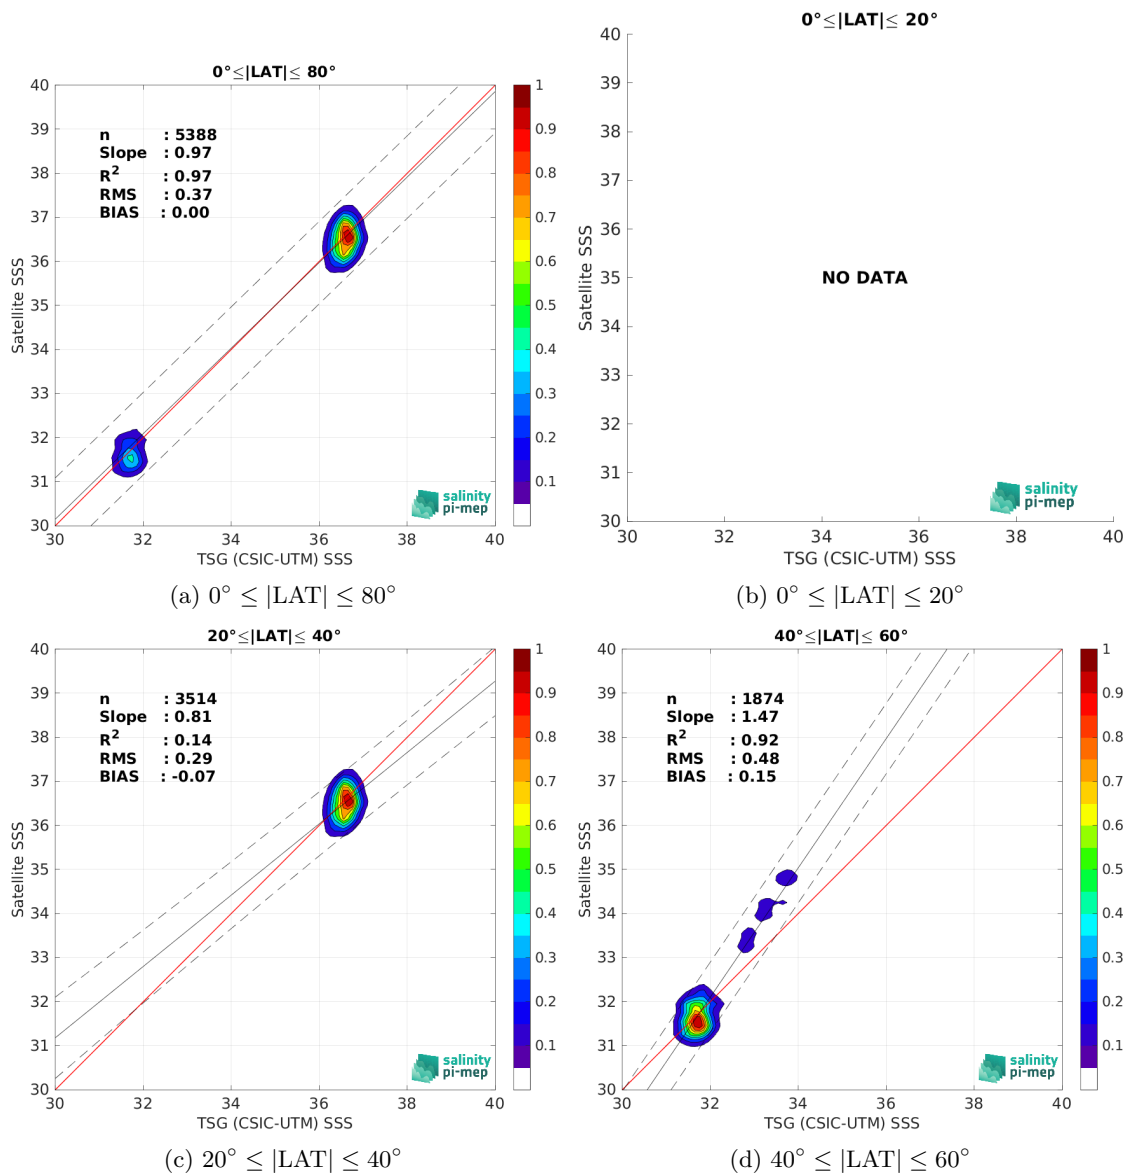 0°≤|LAT|≤ 80°
40
39
38
37
36
35
34
33
32
31
30
Satellite SSS
n : 5388
Slope : 0.97
R² : 0.97
RMS : 0.37
BIAS : 0.00
salinity
pi-mep
30 32 34 36 38 40
TSG (CSIC-UTM) SSS
1
0.9
0.8
0.7
0.6
0.5
0.4
0.3
0.2
0.1
(a) 0° ≤ |LAT| ≤ 80°
0°≤|LAT|≤ 20°
40
39
38
37
36
35
34
33
32
31
30
Satellite SSS
NO DATA
salinity
pi-mep
30 32 34 36 38 40
TSG (CSIC-UTM) SSS
(b) 0° ≤ |LAT| ≤ 20°
20°≤|LAT|≤ 40°
40
39
38
37
36
35
34
33
32
31
30
Satellite SSS
n : 3514
Slope : 0.81
R² : 0.14
RMS : 0.29
BIAS : -0.07
salinity
pi-mep
30 32 34 36 38 40
TSG (CSIC-UTM) SSS
1
0.9
0.8
0.7
0.6
0.5
0.4
0.3
0.2
0.1
(c) 20° ≤ |LAT| ≤ 40°
40°≤|LAT|≤ 60°
40
39
38
37
36
35
34
33
32
31
30
Satellite SSS
n : 1874
Slope : 1.47
R² : 0.92
RMS : 0.48
BIAS : 0.15
salinity
pi-mep
30 32 34 36 38 40
TSG (CSIC-UTM) SSS
1
0.9
0.8
0.7
0.6
0.5
0.4
0.3
0.2
0.1
(d) 40° ≤ |LAT| ≤ 60°